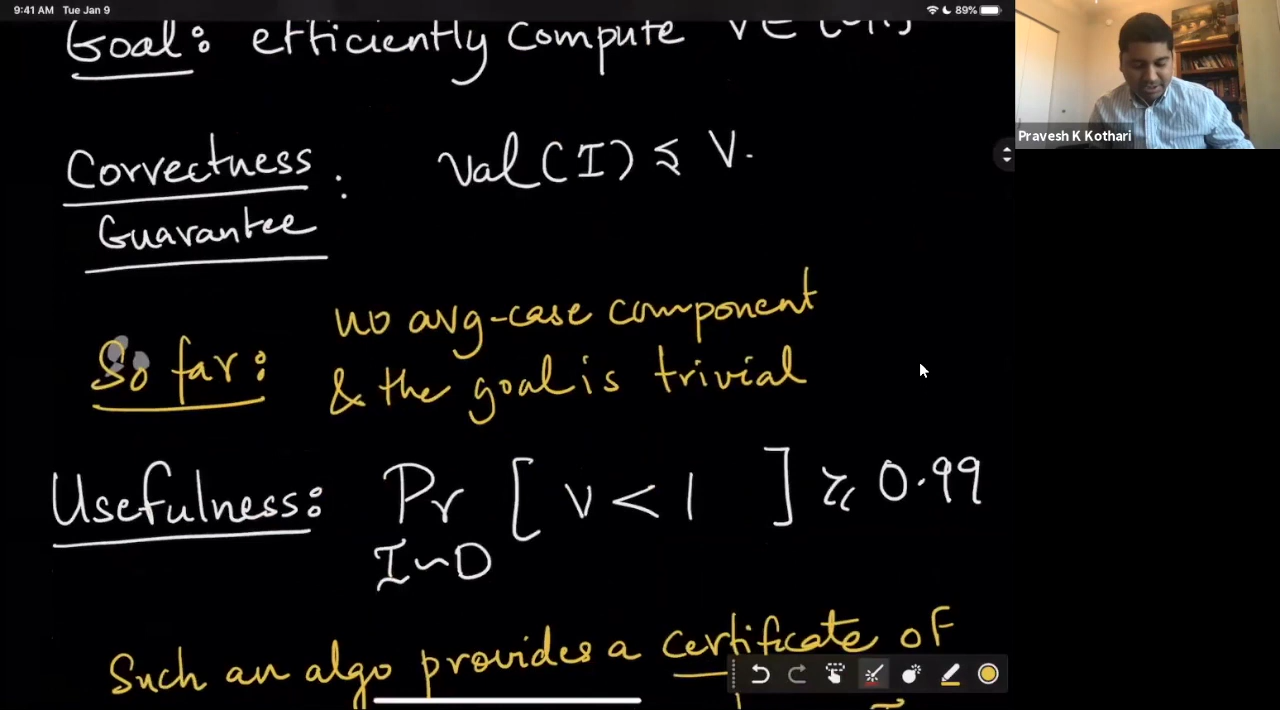 9:41 AM Tue Jan 9
89%
Goal: efficiently compute v ∈
Pravesh K Kothari
Correctness : val(I) ≤ v.
Guarantee
So far: no avg-case component
& the goal is trivial
Usefulness: Pr [ v < 1 ] ≥ 0.99
I~D
Such an algo provides a certificate of